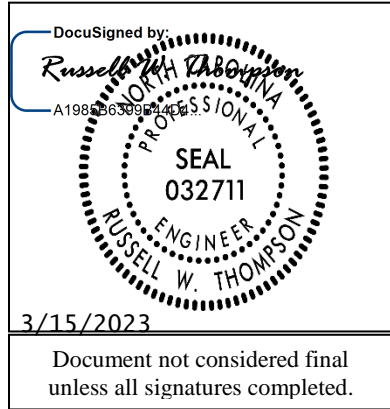 DocuSigned by:
Russell W. Thompson
A1985B6399B44D4...
NORTH CAROLINA
PROFESSIONAL
SEAL
032711
ENGINEER
RUSSELL W. THOMPSON
3/15/2023
Document not considered final
unless all signatures completed.